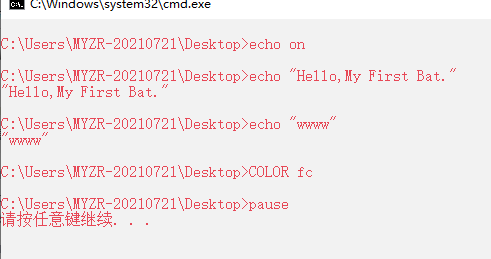 C:\Windows\system32\cmd.exe
C:\Users\MYZR-20210721\Desktop>echo on
C:\Users\MYZR-20210721\Desktop>echo "Hello,My First Bat."
"Hello,My First Bat."
C:\Users\MYZR-20210721\Desktop>echo "wwww"
"wwww"
C:\Users\MYZR-20210721\Desktop>COLOR fc
C:\Users\MYZR-20210721\Desktop>pause
请按任意键继续. . .